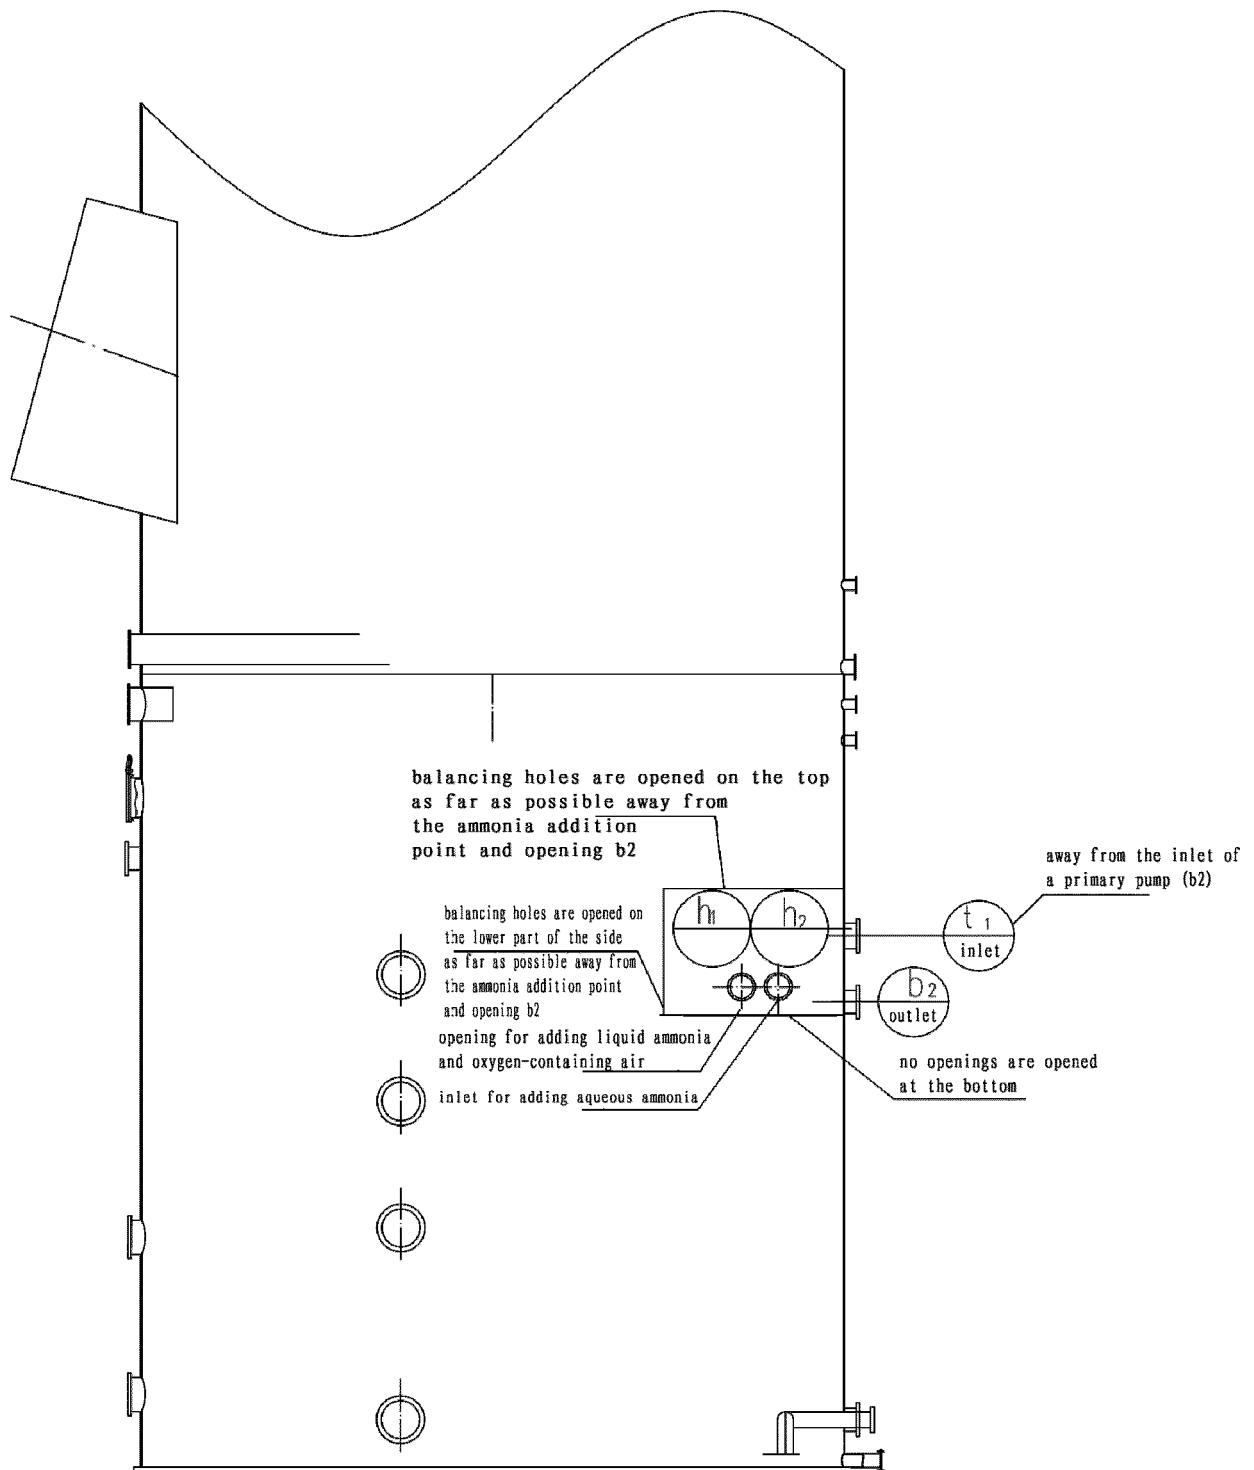 balancing holes are opened on the top
as far as possible away from
the ammonia addition
point and opening b2
away from the inlet of
a primary pump (b2)
balancing holes are opened on
the lower part of the side
as far as possible away from
the ammonia addition point
and opening b2
h1
h2
t1
inlet
b2
outlet
opening for adding liquid ammonia
and oxygen-containing air
inlet for adding aqueous ammonia
no openings are opened
at the bottom